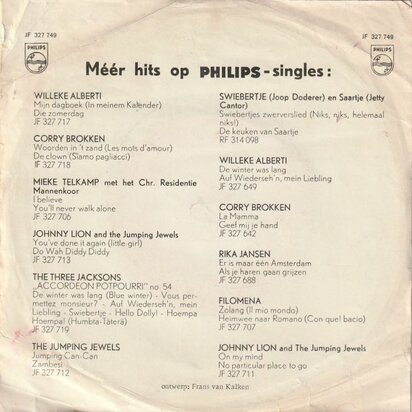 JF 327 749
JF 327 749
PHILIPS
PHILIPS
Méér hits op PHILIPS-singles:
WILLEKE ALBERTI
Mijn dagboek (In meinem Kalender)
Die zomerdag
JF 327 717
CORRY BROKKEN
Woorden in 't zand (Les mots d'amour)
De clown (Siamo pagliacci)
JF 327 718
MIEKE TELKAMP met het Chr. Residentie
Mannenkoor
I believe
You'll never walk alone
JF 327 706
JOHNNY LION and the Jumping Jewels
You've done it again (little girl)
Do Wah Diddy Diddy
JF 327 713
THE THREE JACKSONS
„ACCORDEON POTPOURRI" no. 54
De winter was lang (Blue winter) - Vous per-
mettez monsieur? - Auf Wiederseh'n, mein
Liebling - Swiebertje - Hello Dolly! - Hoempa
Hoempa! (Humbta-Täterä)
JF 327 719
THE JUMPING JEWELS
Jumping Can-Can
Zambesi
JF 327 712
SWIEBERTJE (Joop Doderer) en Saartje (Jetty
Cantor)
Swiebertjes zwerverslied (Niks, njks, helemaal
niks!)
De keuken van Saartje
RF 314 098
WILLEKE ALBERTI
De winter was lang
Auf Wiederseh'n, mein Liebling
JF 327 649
CORRY BROKKEN
La Mamma
Geef mij je hand
JF 327 642
RIKA JANSEN
Er is maar één Amsterdam
Als je haren gaan grijzen
JF 327 688
FILOMENA
Zolang (Il mio mondo)
Heimwee naar Romano (Con quel bacio)
JF 327 707
JOHNNY LION and The Jumping Jewels
On my mind
No particular place to go
JF 327 711
ontwerp: Frans van Kalken